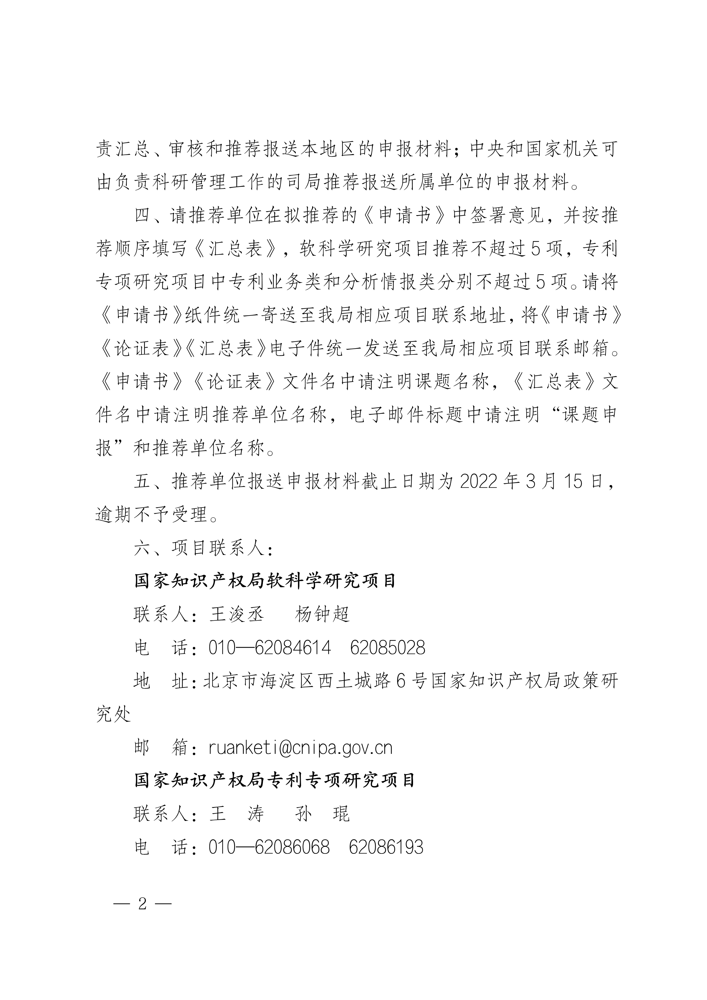 责汇总、审核和推荐报送本地区的申报材料；中央和国家机关可
由负责科研管理工作的司局推荐报送所属单位的申报材料。
四、请推荐单位在拟推荐的《申请书》中签署意见，并按推
荐顺序填写《汇总表》，软科学研究项目推荐不超过 5 项，专利
专项研究项目中专利业务类和分析情报类分别不超过 5 项。请将
《申请书》纸件统一寄送至我局相应项目联系地址，将《申请书》
《论证表》《汇总表》电子件统一发送至我局相应项目联系邮箱。
《申请书》《论证表》文件名中请注明课题名称，《汇总表》文
件名中请注明推荐单位名称，电子邮件标题中请注明“课题申
报”和推荐单位名称。
五、推荐单位报送申报材料截止日期为 2022 年 3 月 15 日，
逾期不予受理。
六、项目联系人：
国家知识产权局软科学研究项目
联系人：王浚丞　杨钟超
电　话：010—62084614　62085028
地　址：北京市海淀区西土城路 6 号国家知识产权局政策研
究处
邮　箱：ruanketi@cnipa.gov.cn
国家知识产权局专利专项研究项目
联系人：王　涛　孙　琨
电　话：010—62086068　62086193
— 2 —